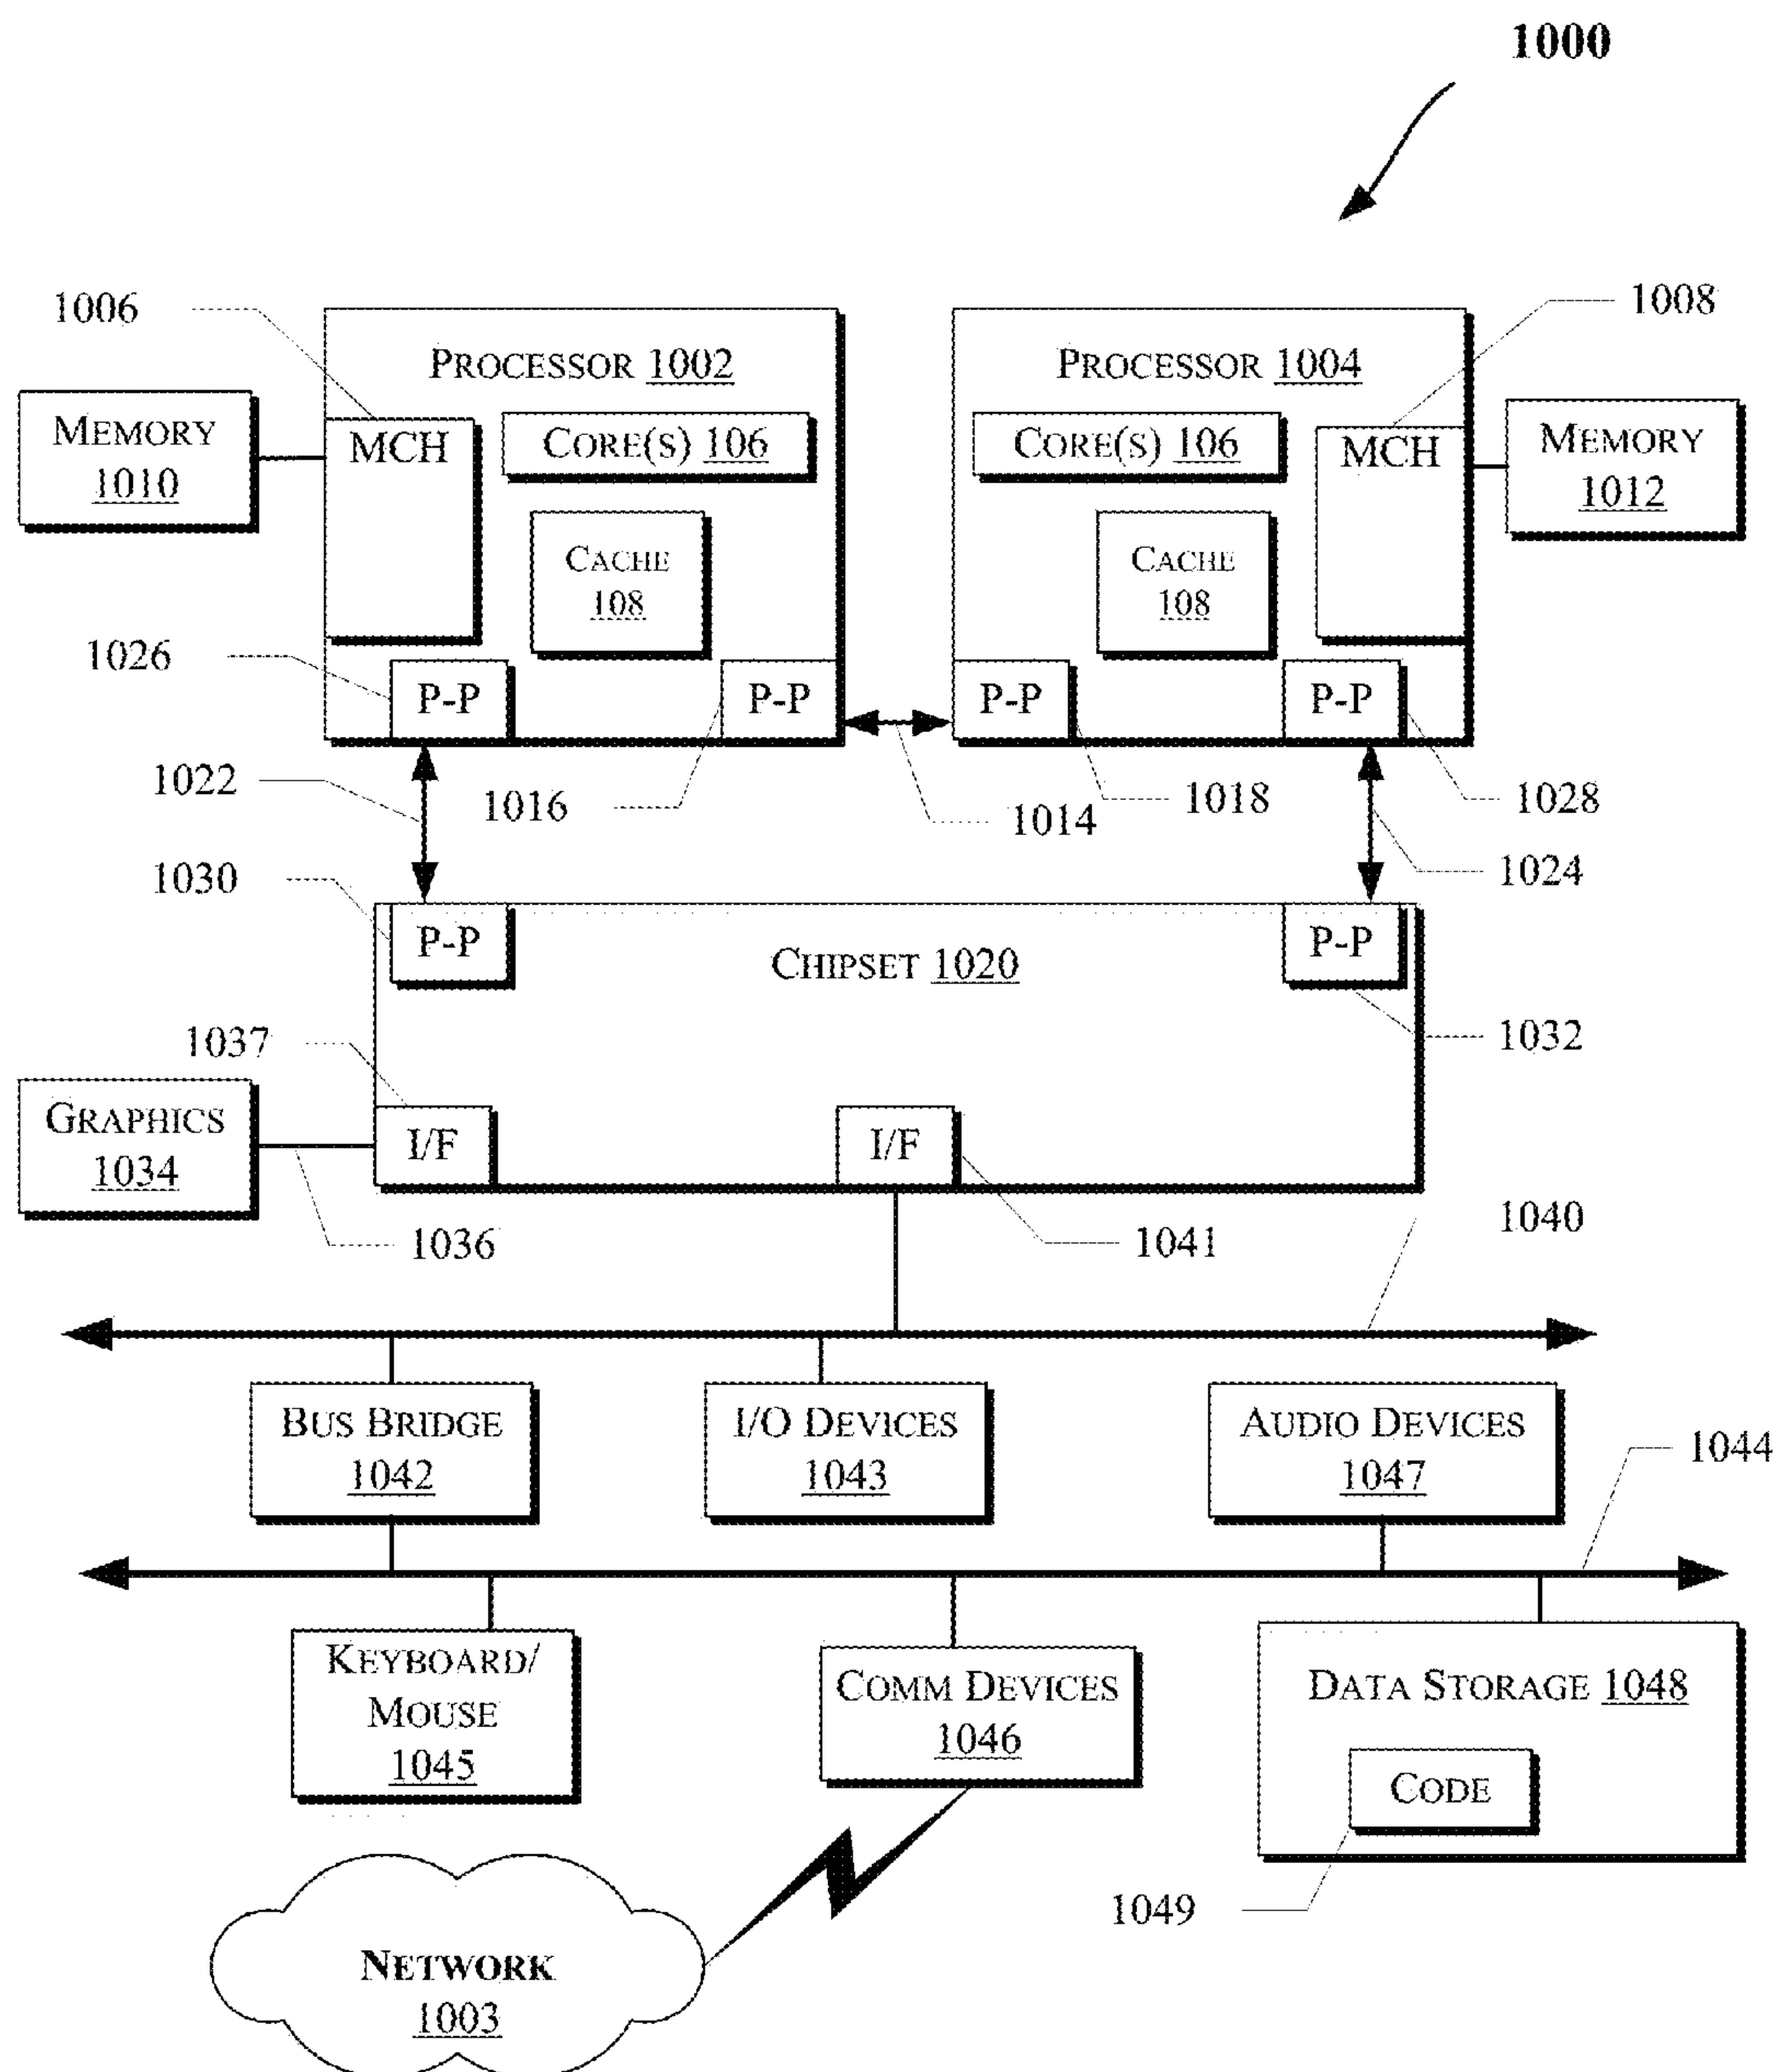 1000
1006
1008
PROCESSOR 1002
PROCESSOR 1004
MEMORY
1010
MCH
CORE(S) 106
CORE(S) 106
MCH
MEMORY
1012
CACHE
108
CACHE
108
1026
P-P
P-P
P-P
P-P
1022
1016
1014
1018
1028
1024
1030
P-P
CHIPSET 1020
P-P
1032
1037
GRAPHICS
1034
I/F
I/F
1036
1041
1040
BUS BRIDGE
1042
I/O DEVICES
1043
AUDIO DEVICES
1047
1044
KEYBOARD/
MOUSE
1045
COMM DEVICES
1046
DATA STORAGE 1048
CODE
1049
NETWORK
1003